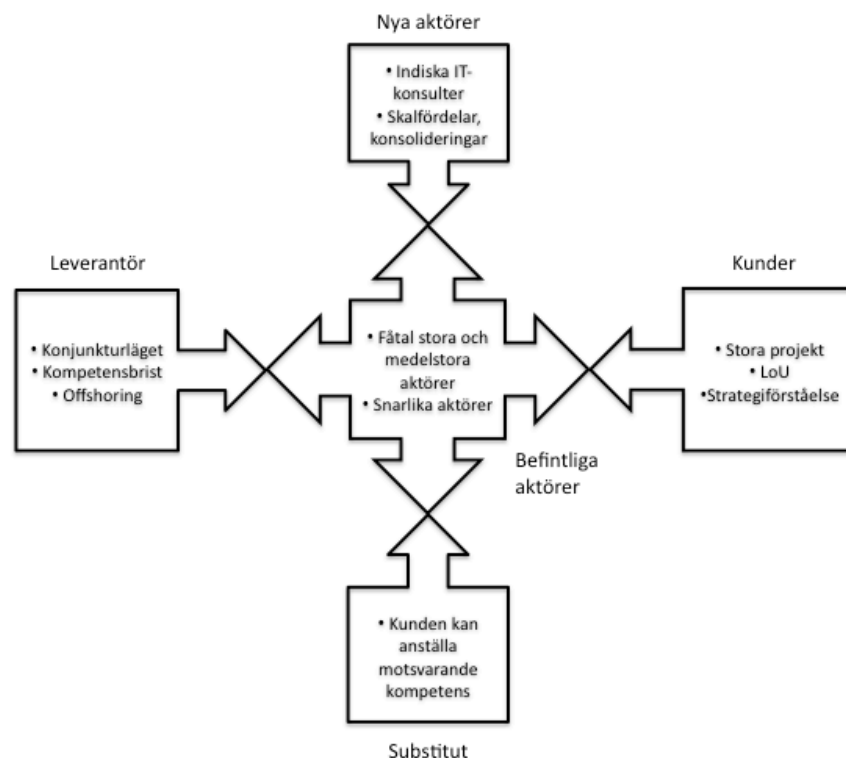 Nya aktörer
• Indiska IT-
konsulter
• Skalfördelar,
konsolideringar
Leverantör
• Konjunkturläget
• Kompetensbrist
• Offshoring
• Fåtal stora och
medelstora
aktörer
• Snarlika aktörer
Kunder
• Stora projekt
• LoU
•Strategiförståelse
Befintliga
aktörer
• Kunden kan
anställa
motsvarande
kompetens
Substitut